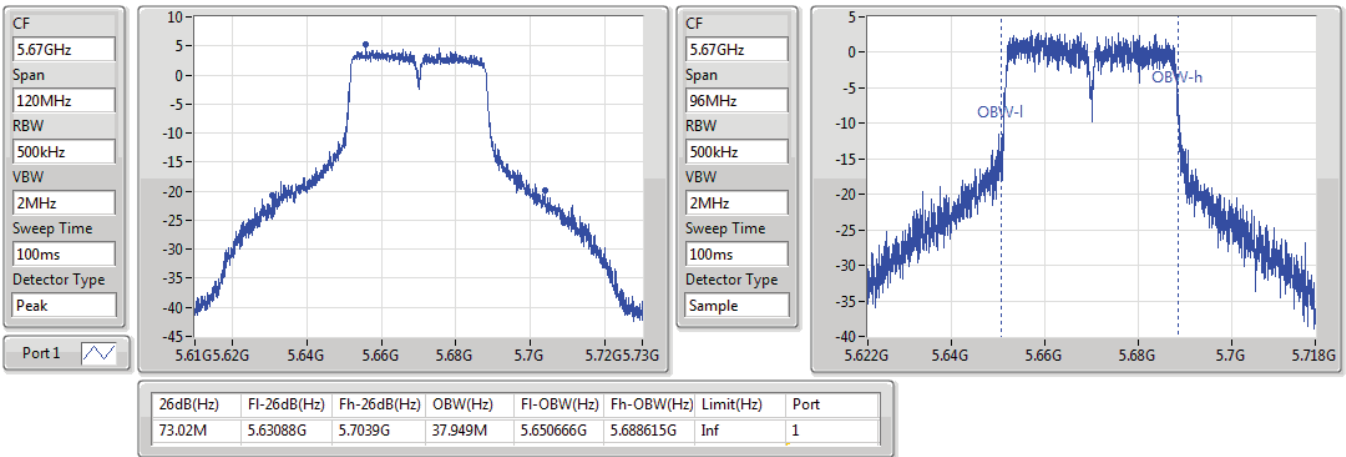 CF
5.67GHz
Span
120MHz
RBW
500kHz
VBW
2MHz
Sweep Time
100ms
Detector Type
Peak
Port 1
10
5
0
-5
-10
-15
-20
-25
-30
-35
-40
-45
5.61G 5.62G 5.64G 5.66G 5.68G 5.7G 5.72G 5.73G
CF
5.67GHz
Span
96MHz
RBW
500kHz
VBW
2MHz
Sweep Time
100ms
Detector Type
Sample
5
0
-5
-10
-15
-20
-25
-30
-35
-40
OBW-l
OBW-h
5.622G 5.64G 5.66G 5.68G 5.7G 5.718G
26dB(Hz) Fl-26dB(Hz) Fh-26dB(Hz) OBW(Hz) Fl-OBW(Hz) Fh-OBW(Hz) Limit(Hz) Port
73.02M 5.63088G 5.7039G 37.949M 5.650666G 5.688615G Inf 1